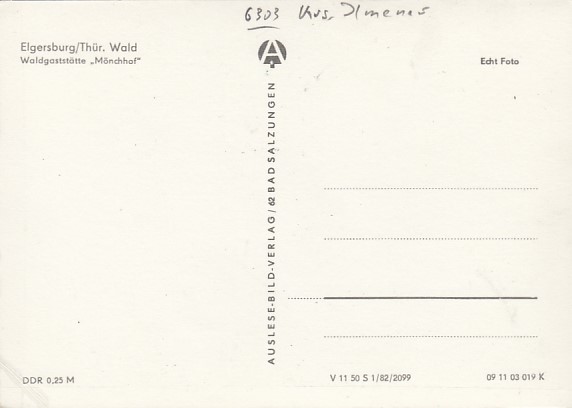 6303 Krs. Ilmenau
Elgersburg/Thür. Wald
Waldgaststätte „Mönchhof"
A
Echt Foto
AUSLESE-BILD-VERLAG/62 BAD SALZUNGEN
DDR 0,25 M
V 11 50 S 1/82/2099
09 11 03 019 K